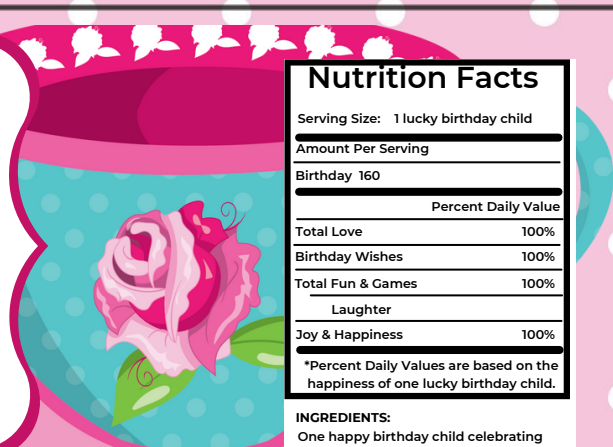 Nutrition Facts
Serving Size: 1 lucky birthday child
Amount Per Serving
Birthday 160
Percent Daily Value
Total Love 100%
Birthday Wishes 100%
Total Fun & Games 100%
Laughter
Joy & Happiness 100%
*Percent Daily Values are based on the
happiness of one lucky birthday child.
INGREDIENTS:
One happy birthday child celebrating